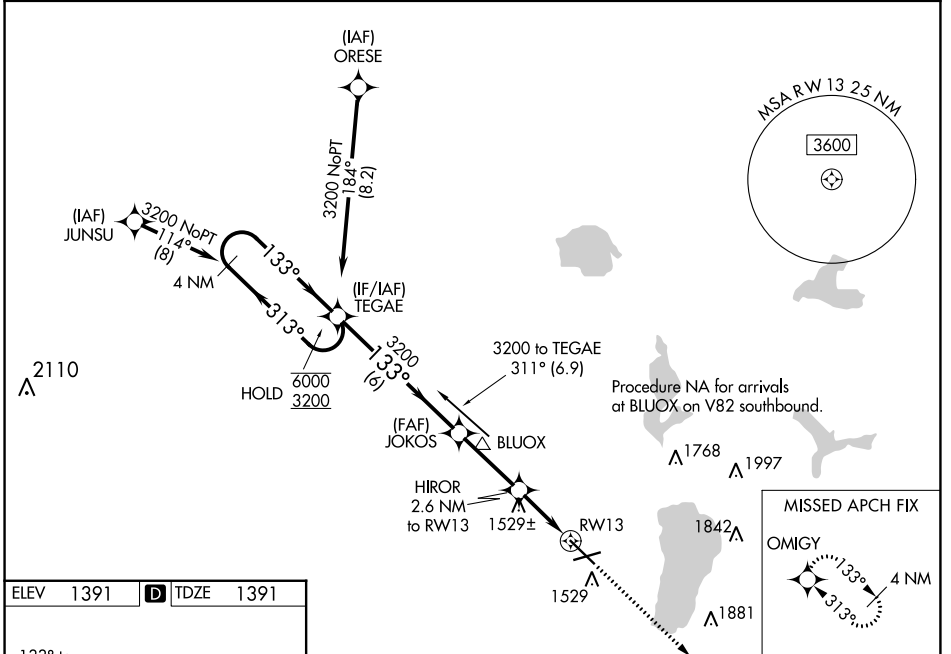 (IAF)
ORESE
MSA RW 13 25 NM
3600
3200 NoPT
184°
(8.2)
(IAF)
JUNSU
3200 NoPT
114°
(8)
4 NM
133°
313°
(IF/IAF)
TEGAE
HOLD
6000
3200
3200
133°
(6)
3200 to TEGAE
311° (6.9)
2110
Procedure NA for arrivals
at BLUOX on V82 southbound.
(FAF)
JOKOS
BLUOX
1768
1997
HIROR
2.6 NM
to RW13
1529±
RW13
1842
1529
1881
MISSED APCH FIX
OMIGY
133°
313°
4 NM
ELEV 1391 D TDZE 1391